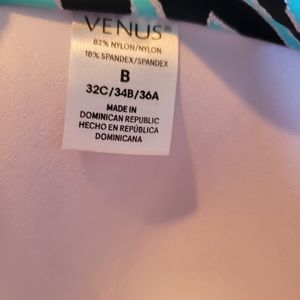 VENUS®
82% NYLON/NYLON
18% SPANDEX/SPANDEX
B
32C/34B/36A
MADE IN
DOMINICAN REPUBLIC
HECHO EN REPÚBLICA
DOMINICANA